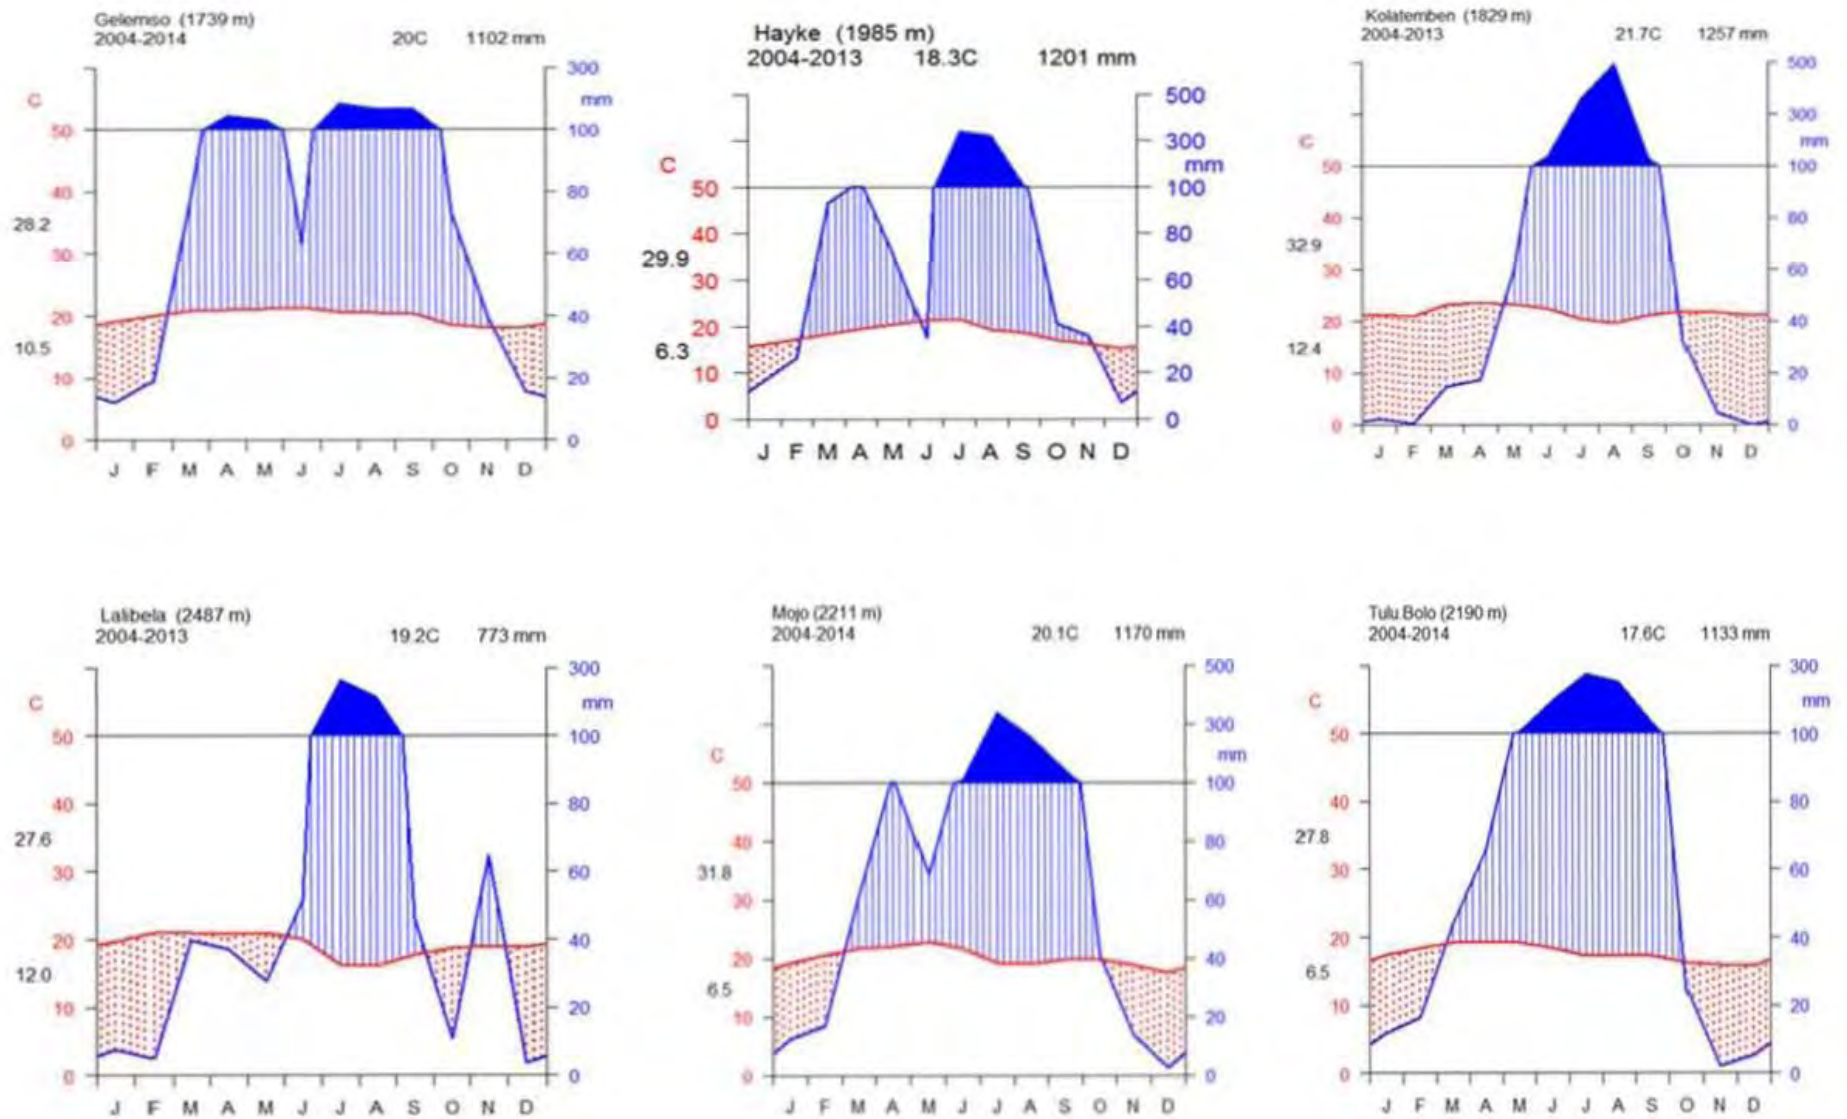 Gelemso (1739 m)
2004-2014 20C 1102 mm
300
C mm
50 100
40 80
28.2
30 60
20 40
10.5
10 20
0 0
J F M A M J J A S O N D
Hayke (1985 m)
2004-2013 18.3C 1201 mm
500
300
C mm
50 100
40 80
29.9
30 60
20 40
6.3
10 20
0 0
J F M A M J J A S O N D
Kolatemben (1829 m)
2004-2013 21.7C 1257 mm
500
300
C mm
50 100
40 80
32.9
30 60
20 40
12.4
10 20
0 0
J F M A M J J A S O N D
Lalibela (2487 m)
2004-2013 19.2C 773 mm
300
C mm
50 100
40 80
27.6
30 60
20 40
12.0
10 20
0 0
J F M A M J J A S O N D
Mojo (2211 m)
2004-2014 20.1C 1170 mm
500
300
C mm
50 100
40 80
31.8
30 60
20 40
6.5
10 20
0 0
J F M A M J J A S O N D
Tulu.Bolo (2190 m)
2004-2014 17.6C 1133 mm
300
C mm
50 100
40 80
27.8
30 60
20 40
6.5
10 20
0 0
J F M A M J J A S O N D